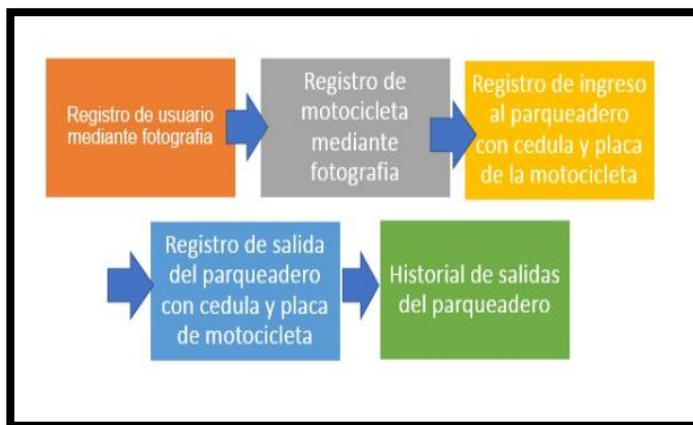 Registro de usuario
mediante fotografia
Registro de
motocicleta
mediante
fotografia
Registro de ingreso
al parqueadero
con cedula y placa
de la motocicleta
Registro de salida
del parqueadero
con cedula y placa
de motocicleta
Historial de salidas
del parqueadero